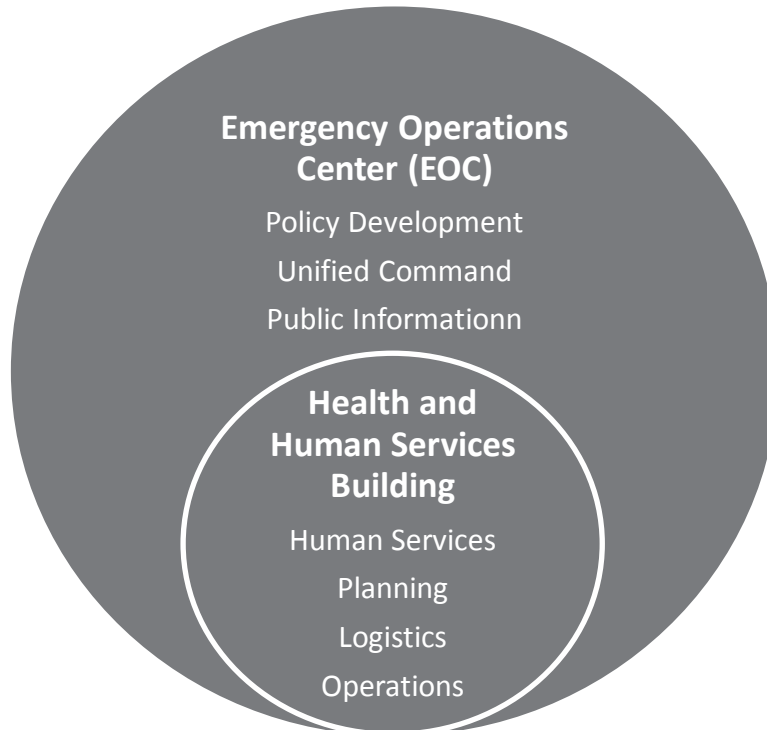 Emergency Operations
Center (EOC)
Policy Development
Unified Command
Public Informationn
Health and
Human Services
Building
Human Services
Planning
Logistics
Operations